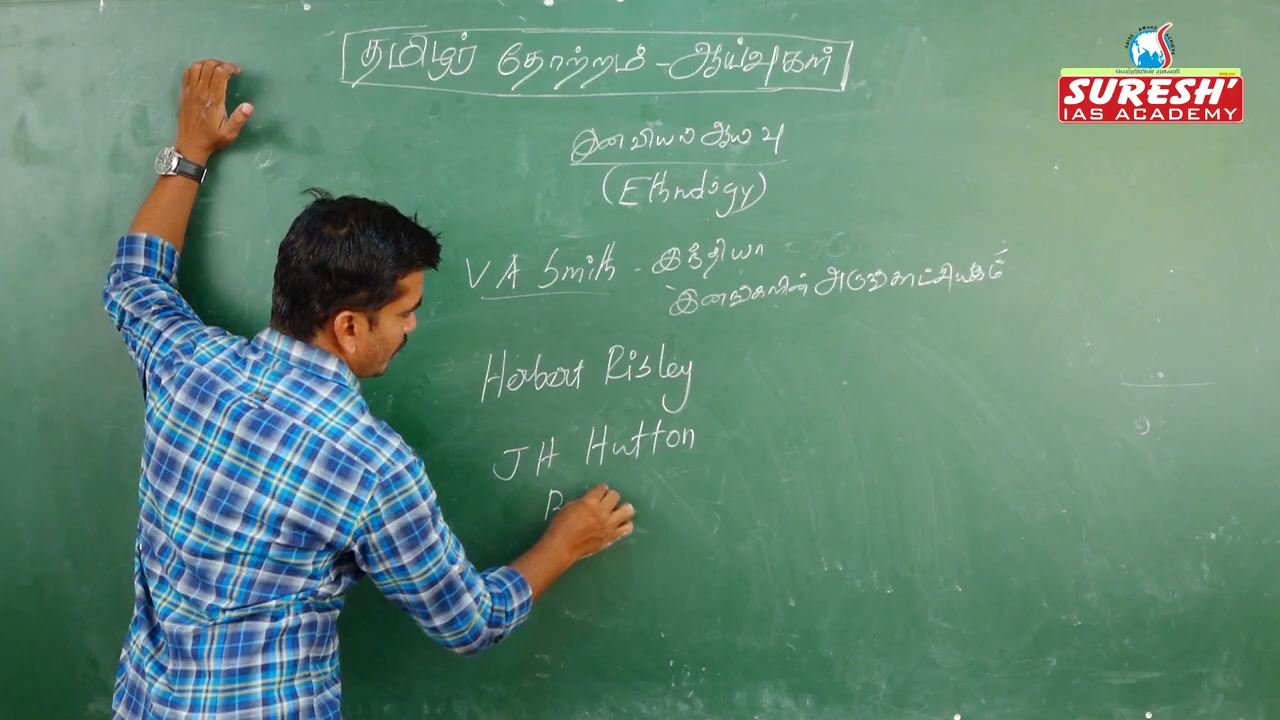 தமிழர் தோற்றம் - ஆய்வுகள்
இனவியல் ஆய்வு
(Ethnology)
V A Smith - இந்தியா
இனங்களின் அருங்காட்சியகம்
Herbert Risley
J H Hutton
SURESH'
IAS ACADEMY